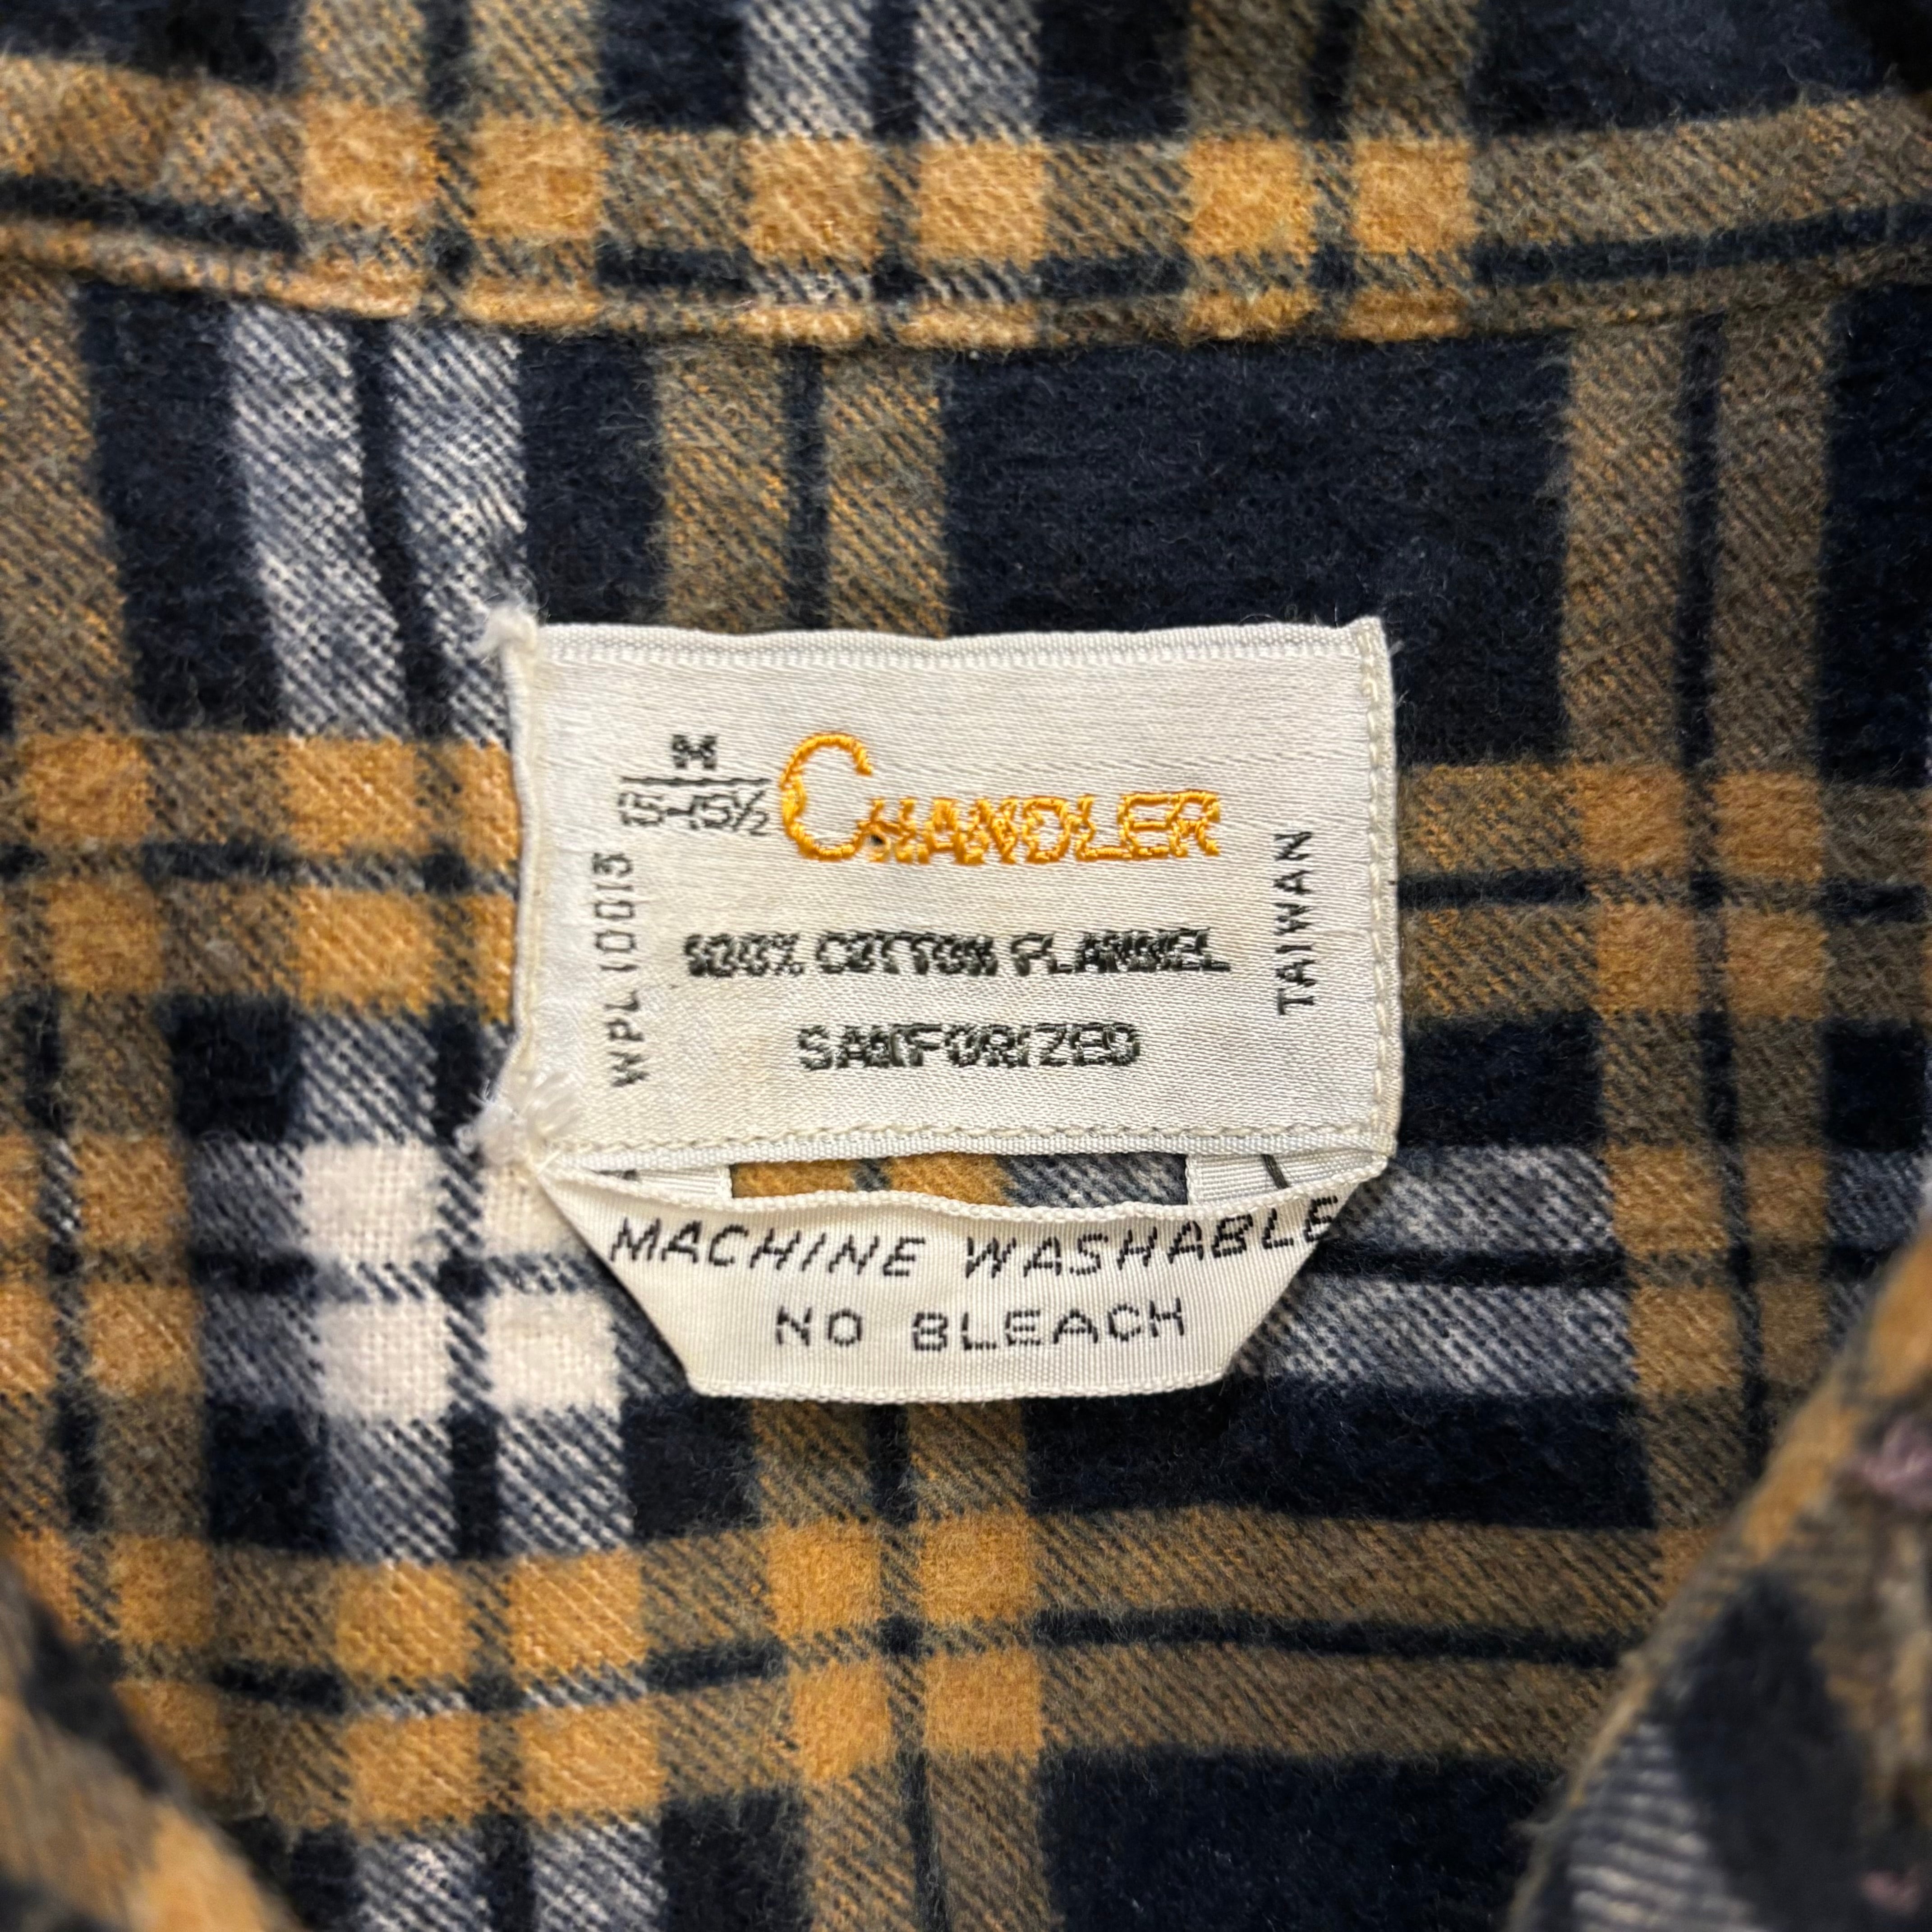 M
15-15½
CHANDLER
WPL 10013
100% COTTON FLANNEL
SANFORIZED
TAIWAN
MACHINE WASHABLE
NO BLEACH